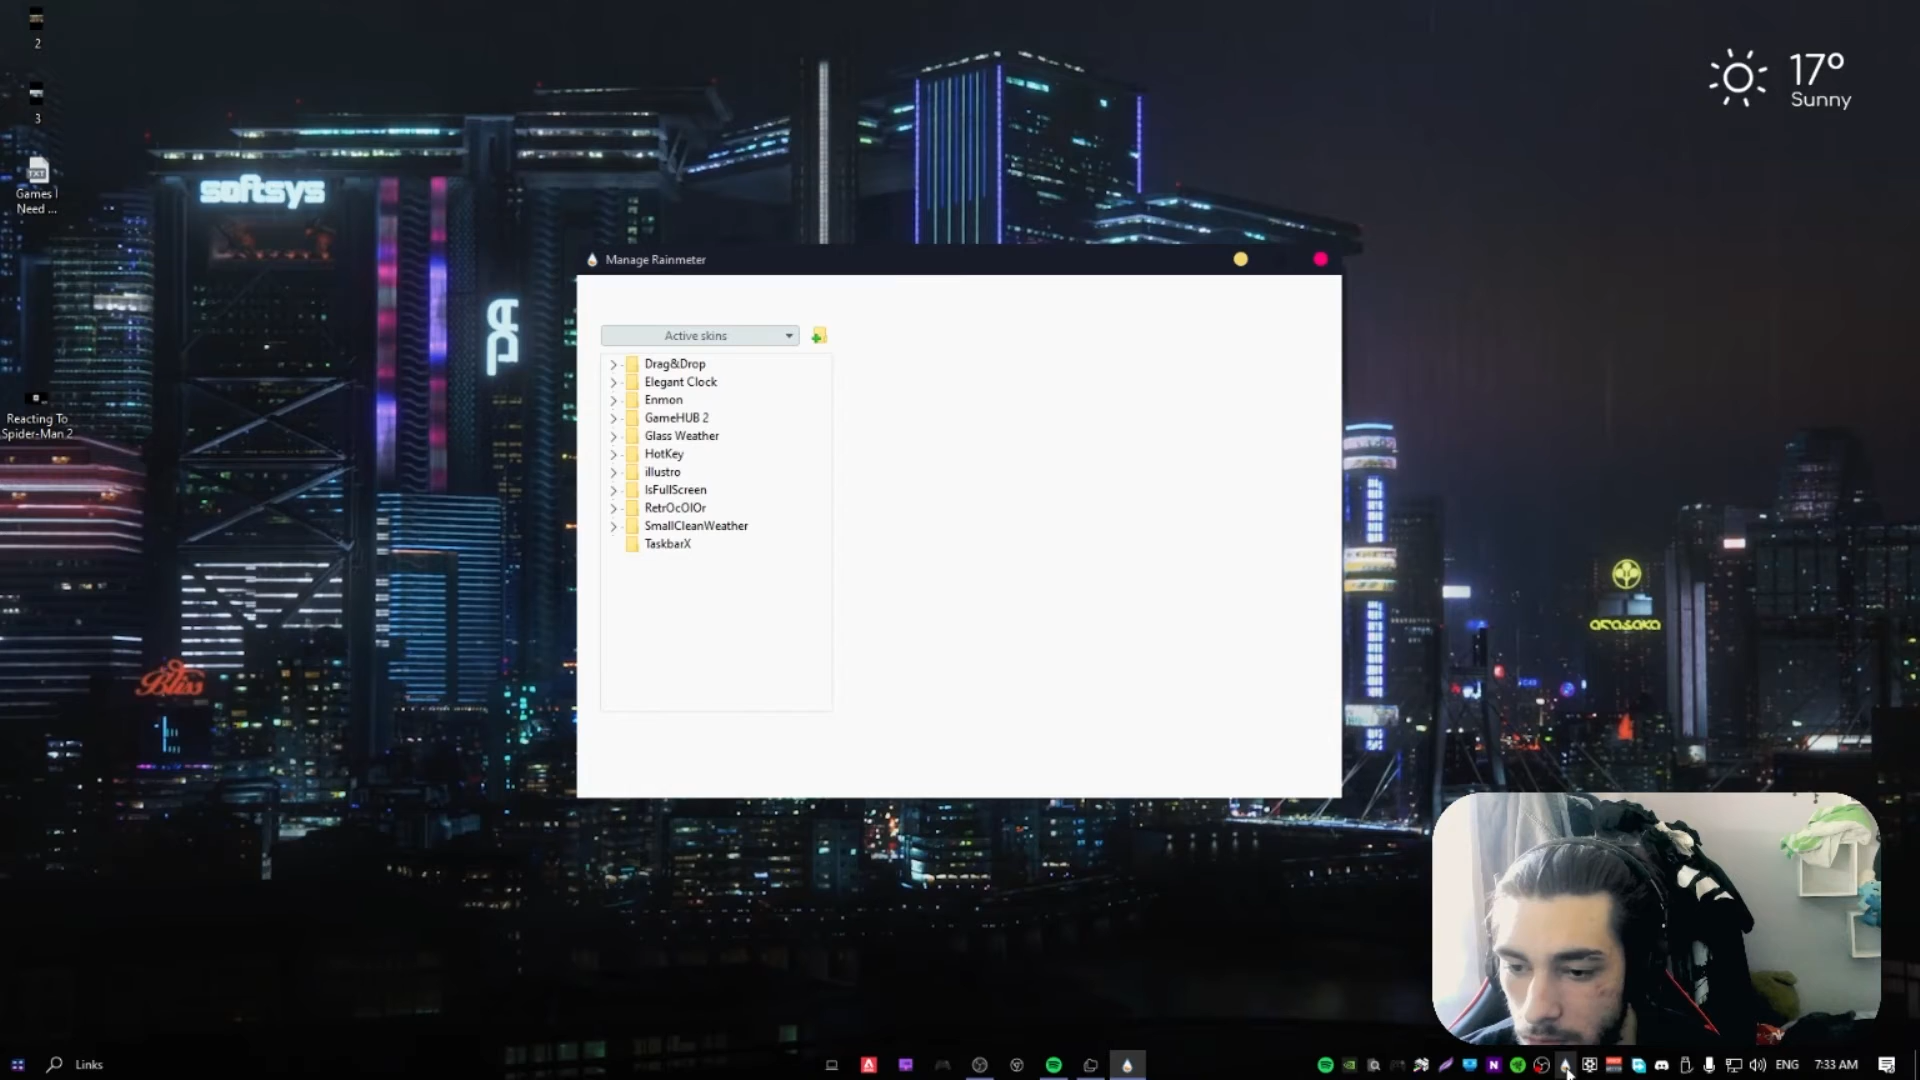 2
3
Games I
Need ...
Reacting To
Spider-Man 2
softsys
Bliss
arasaka
17°
Sunny
Manage Rainmeter
Active skins
Drag&Drop
Elegant Clock
Enmon
GameHUB 2
Glass Weather
HotKey
illustro
IsFullScreen
RetrOcOlOr
SmallCleanWeather
TaskbarX
Links
ENG
7:33 AM